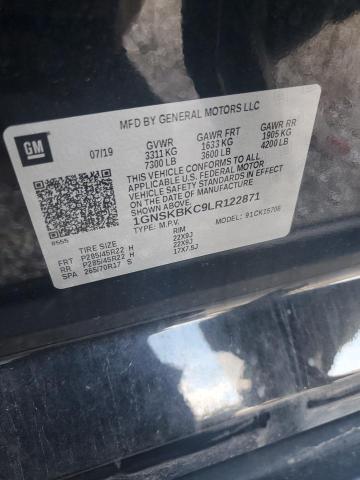 MFD BY GENERAL MOTORS LLC
GM
07/19
GVWR GAWR FRT GAWR RR
3311 KG 1633 KG 1905 KG
7300 LB 3600 LB 4200 LB
THIS VEHICLE CONFORMS TO ALL APPLICABLE
U.S. FEDERAL MOTOR VEHICLE SAFETY
STANDARDS IN EFFECT ON THE
DATE OF MANUFACTURE SHOWN ABOVE.
1GNSKBKC9LR122871
TYPE: M.P.V. MODEL: 91CK15706
8555
TIRE SIZE RIM
FRT P285/45R22 H 22X9J
RR P285/45R22 H 22X9J
SPA 265/70R17 S 17X7.5J